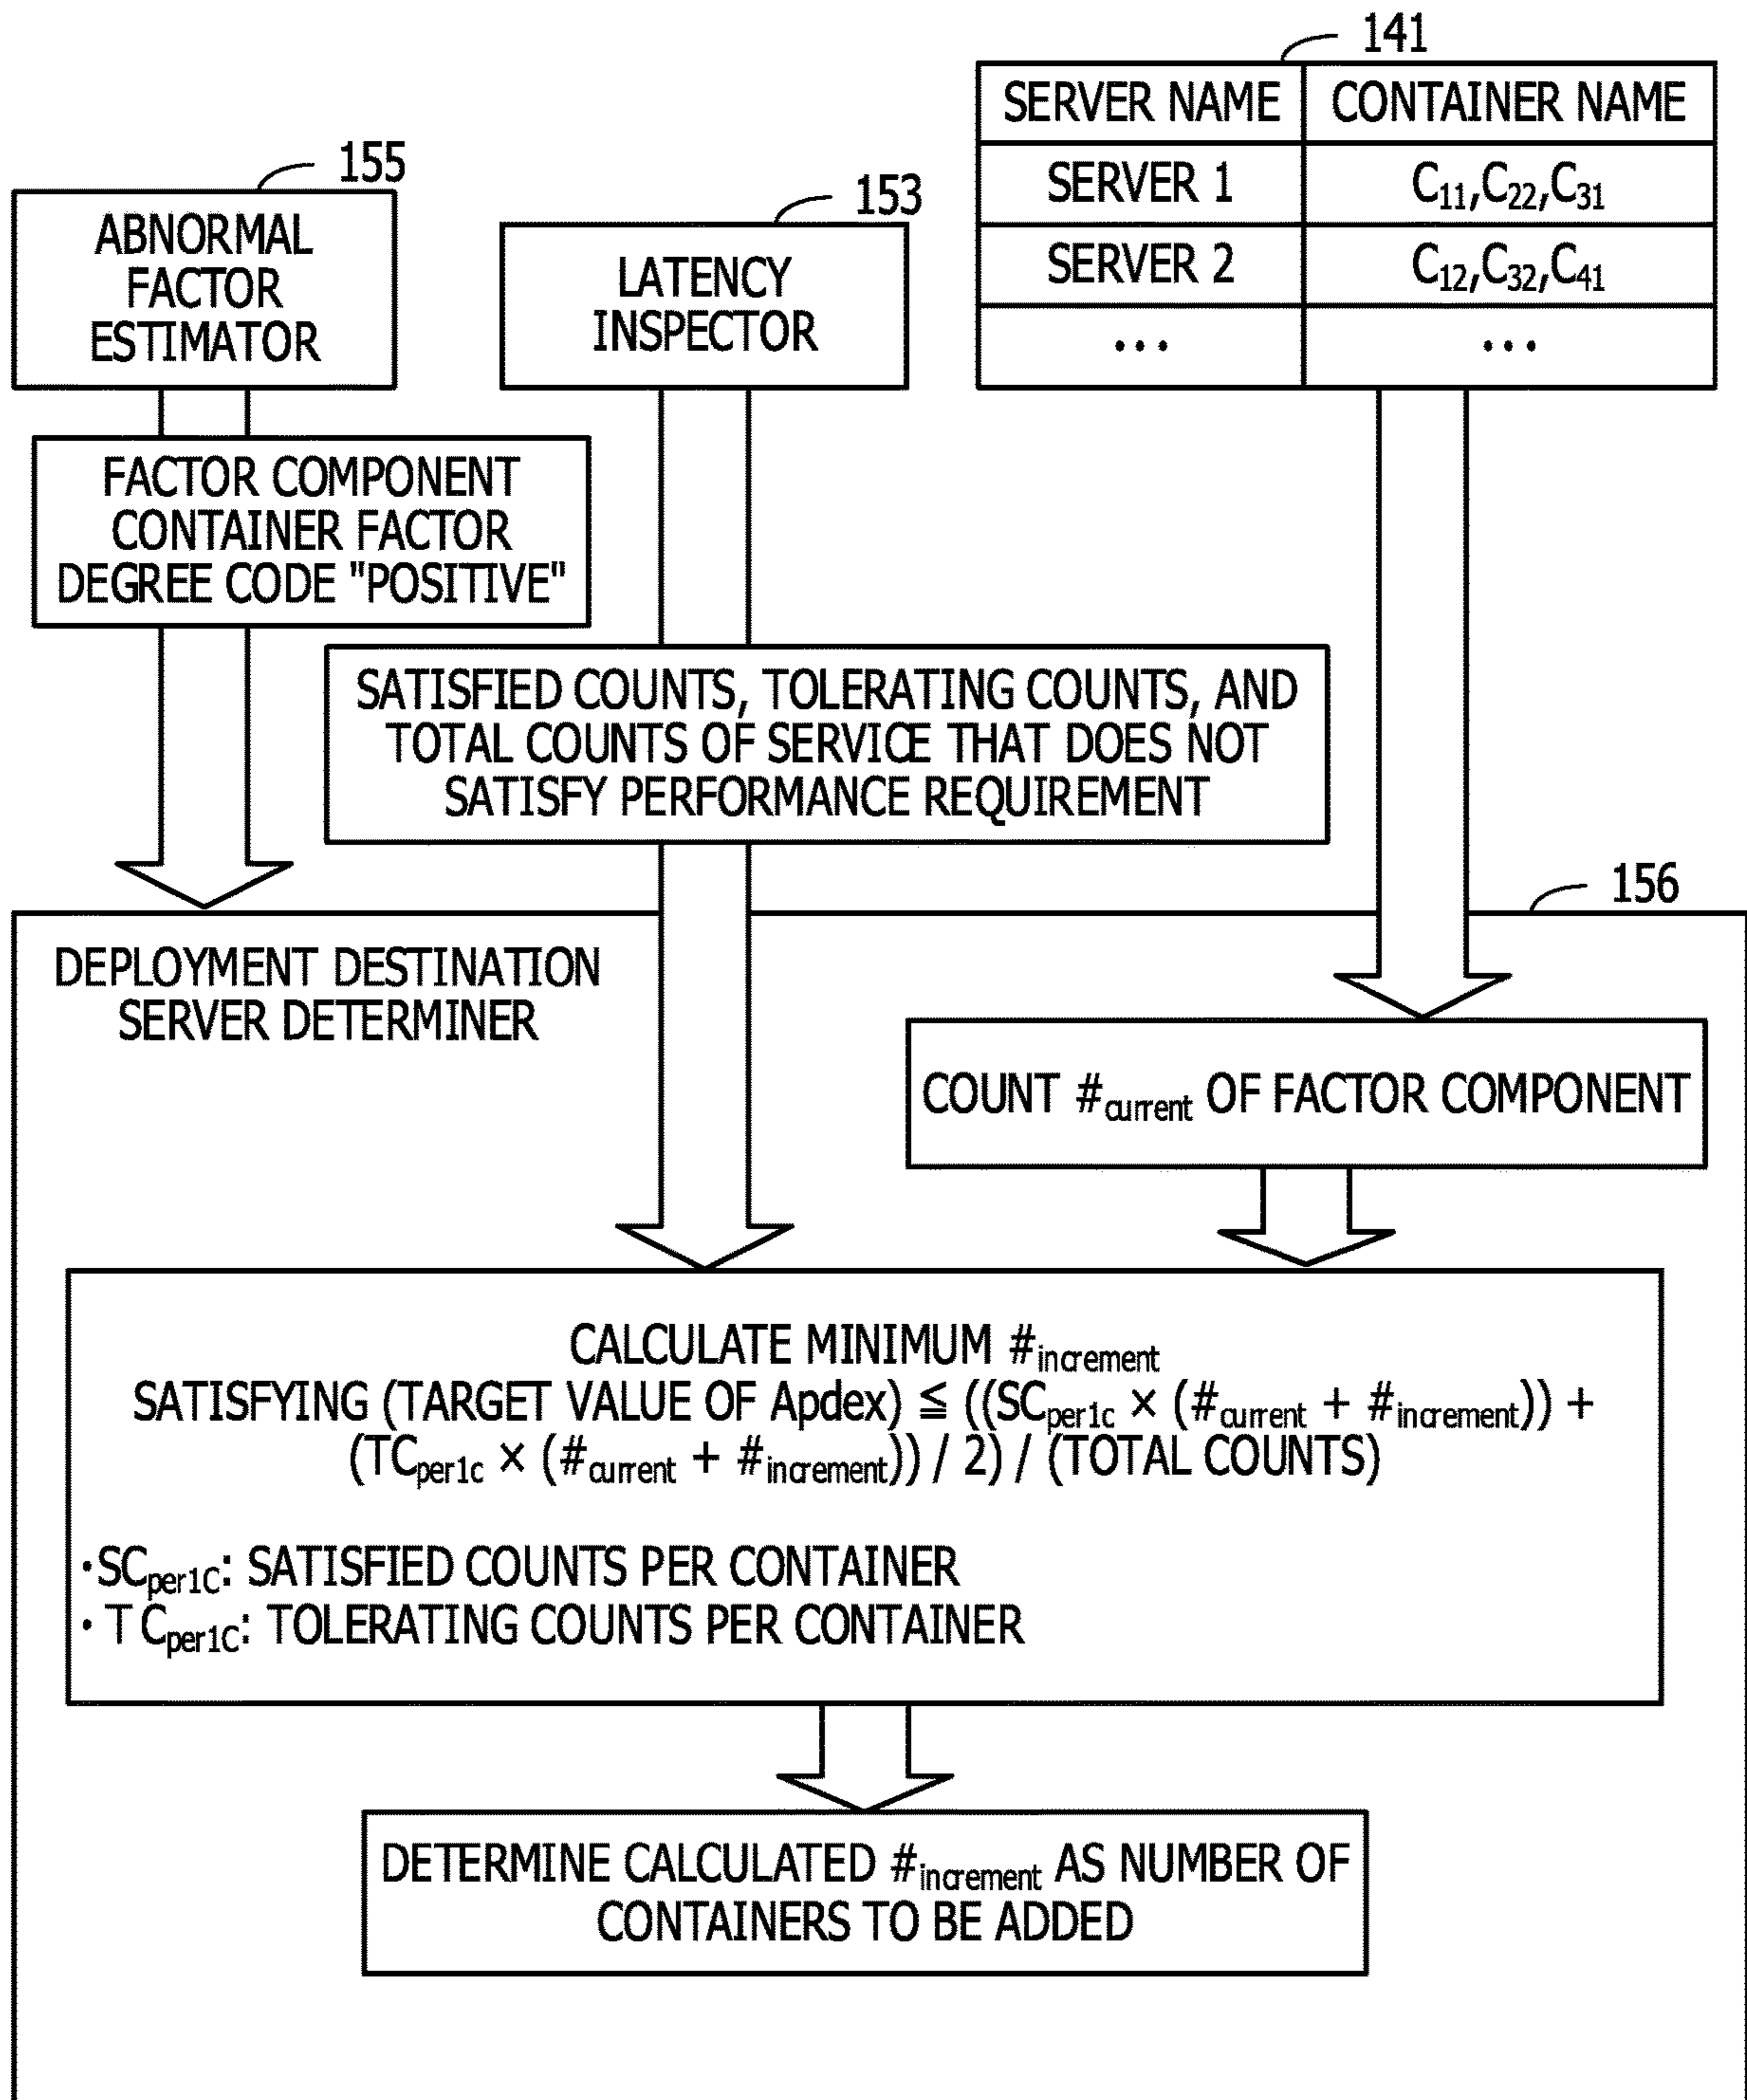 141
SERVER NAME CONTAINER NAME
SERVER 1 C11,C22,C31
SERVER 2 C12,C32,C41
... ...
155
ABNORMAL
FACTOR
ESTIMATOR
153
LATENCY
INSPECTOR
FACTOR COMPONENT
CONTAINER FACTOR
DEGREE CODE "POSITIVE"
SATISFIED COUNTS, TOLERATING COUNTS, AND
TOTAL COUNTS OF SERVICE THAT DOES NOT
SATISFY PERFORMANCE REQUIREMENT
156
DEPLOYMENT DESTINATION
SERVER DETERMINER
COUNT #current OF FACTOR COMPONENT
CALCULATE MINIMUM #increment
SATISFYING (TARGET VALUE OF Apdex) ≦ ((SCper1c × (#current + #increment)) +
(TCper1c × (#current + #increment)) / 2) / (TOTAL COUNTS)
・SCper1C: SATISFIED COUNTS PER CONTAINER
・TCper1C: TOLERATING COUNTS PER CONTAINER
DETERMINE CALCULATED #increment AS NUMBER OF
CONTAINERS TO BE ADDED